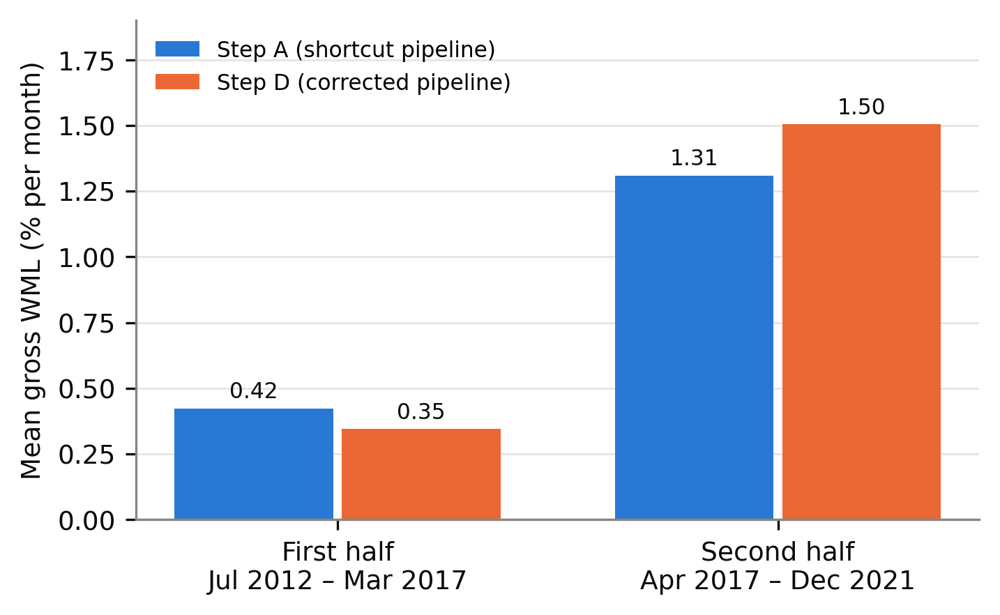 Mean gross WML (% per month)
1.75
1.50
1.25
1.00
0.75
0.50
0.25
0.00
Step A (shortcut pipeline)
Step D (corrected pipeline)
0.42
0.35
1.31
1.50
First half
Jul 2012 – Mar 2017
Second half
Apr 2017 – Dec 2021